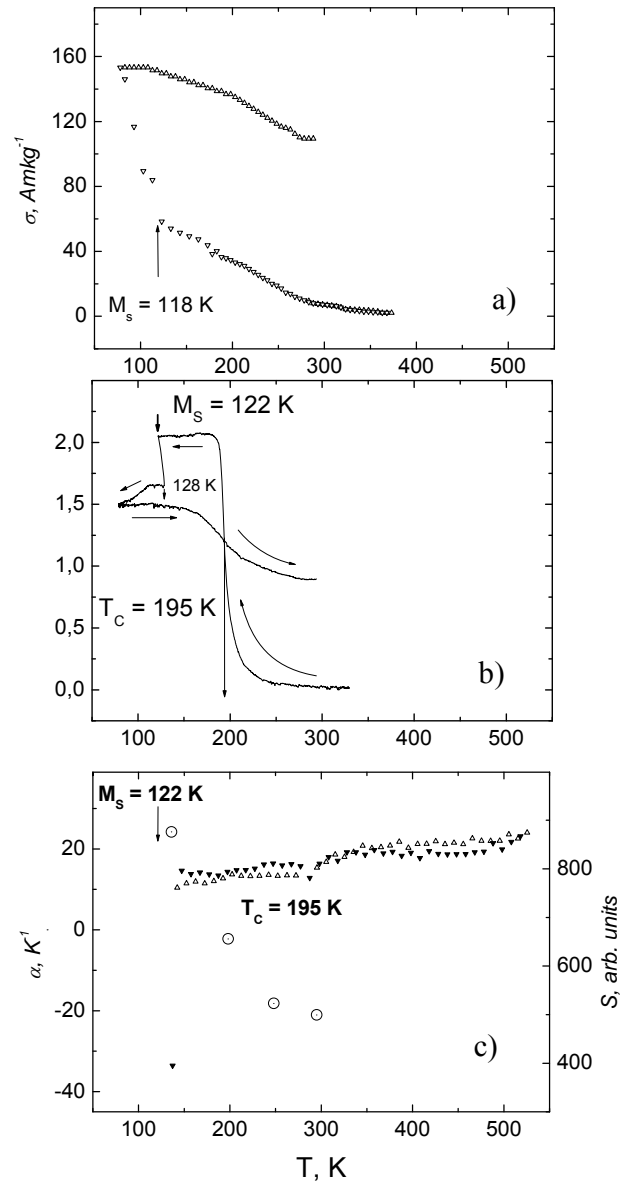 160
120
80
40
0
σ, Amkg⁻¹
Mₛ = 118 K
a)
100 200 300 400 500
M_S = 122 K
2,0
1,5
1,0
0,5
0,0
128 K
T_C = 195 K
b)
100 200 300 400 500
M_S = 122 K
20
0
-20
-40
α, K⁻¹
T_C = 195 K
800
600
400
S, arb. units
c)
100 200 300 400 500
T, K